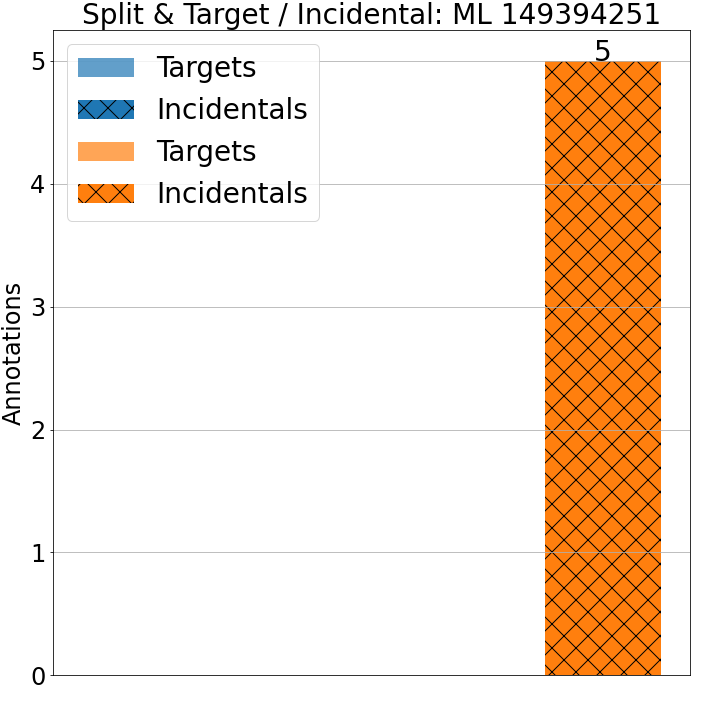 Split & Target / Incidental: ML 149394251
5
Targets
Incidentals
Targets
Incidentals
5
4
3
2
1
0
Annotations